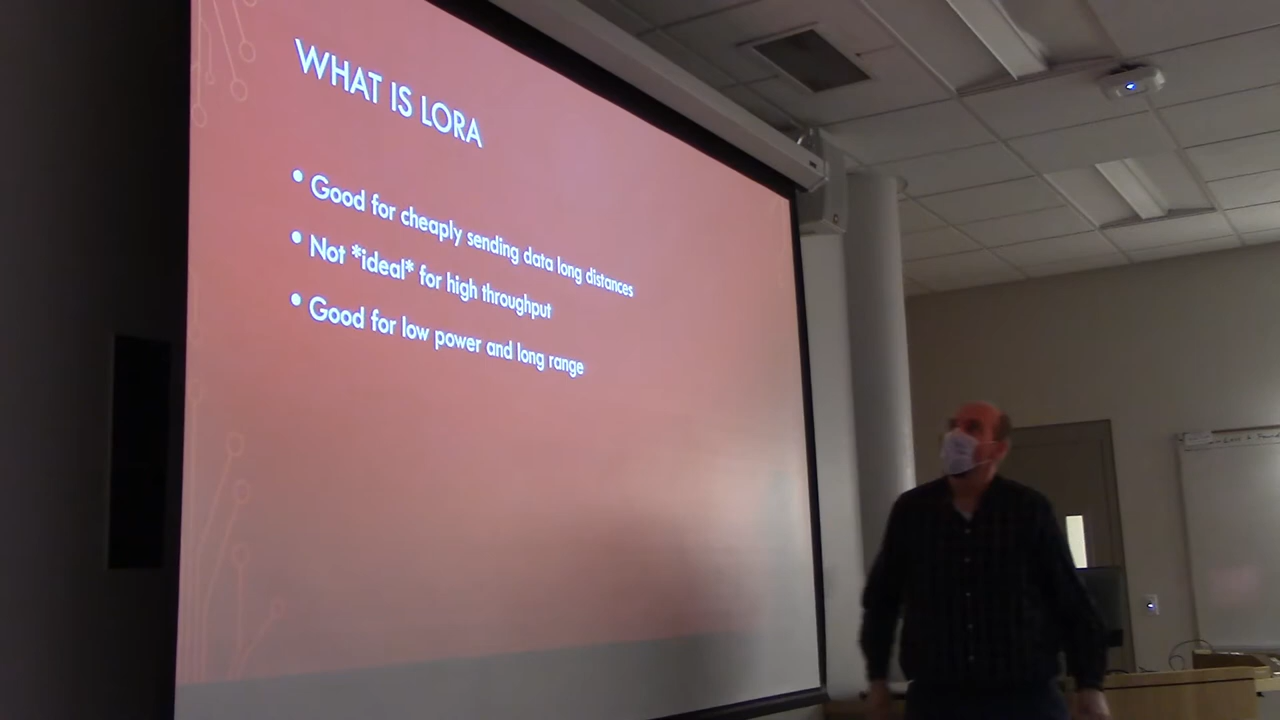 WHAT IS LORA
• Good for cheaply sending data long distances
• Not *ideal* for high throughput
• Good for low power and long range